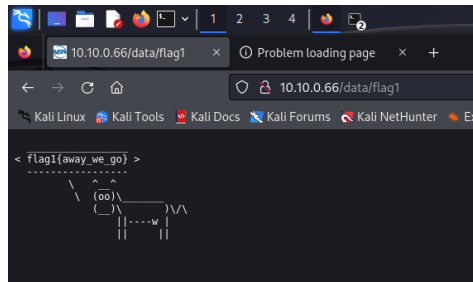 1 2 3 4
10.10.0.66/data/flag1 × Problem loading page × +
10.10.0.66/data/flag1
Kali Linux Kali Tools Kali Docs Kali Forums Kali NetHunter
 _________________
< flag1{away_we_go} >
 -----------------
        \   ^__^
         \  (oo)\_______
            (__)\       )\/\
                ||----w |
                ||     ||